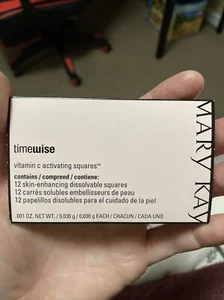 timewise
vitamin c activating squares™
contains / comprend / contiene:
12 skin-enhancing dissolvable squares
12 carrés solubles embellisseurs de peau
12 papelillos disolubles para el cuidado de la piel
.001 OZ. NET WT. / 0,030 g / 0,030 g EACH / CHACUN / CADA UNO
MARY KAY